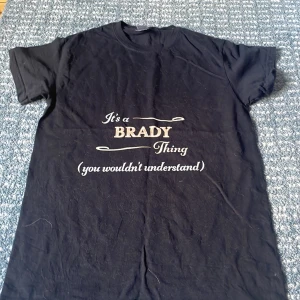 It's a
BRADY
Thing
(you wouldn't understand)